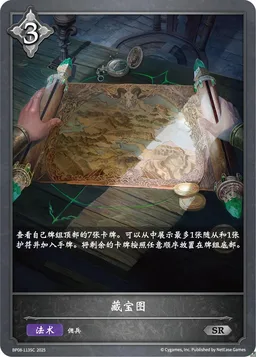 3
查看自己牌组顶部的7张卡牌。可以从中展示最多1张随从和1张
护符并加入手牌。将剩余的卡牌按照任意顺序放置在牌组底部。
藏宝图
法术 佣兵
SR
2025
© Cygames, Inc. Published by NetEase Games